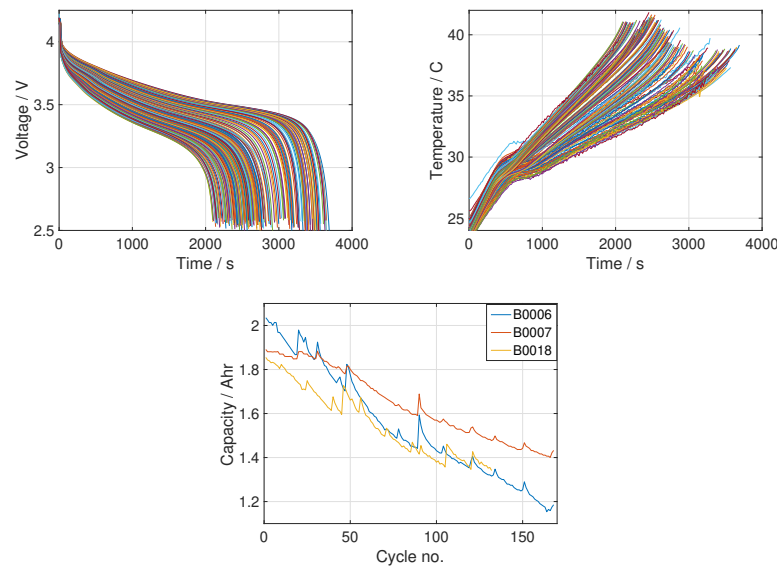 4
3.5
3
2.5
Voltage / V
0 1000 2000 3000 4000
Time / s
40
35
30
25
Temperature / C
0 1000 2000 3000 4000
Time / s
2
1.8
1.6
1.4
1.2
Capacity / Ahr
B0006
B0007
B0018
0 50 100 150
Cycle no.